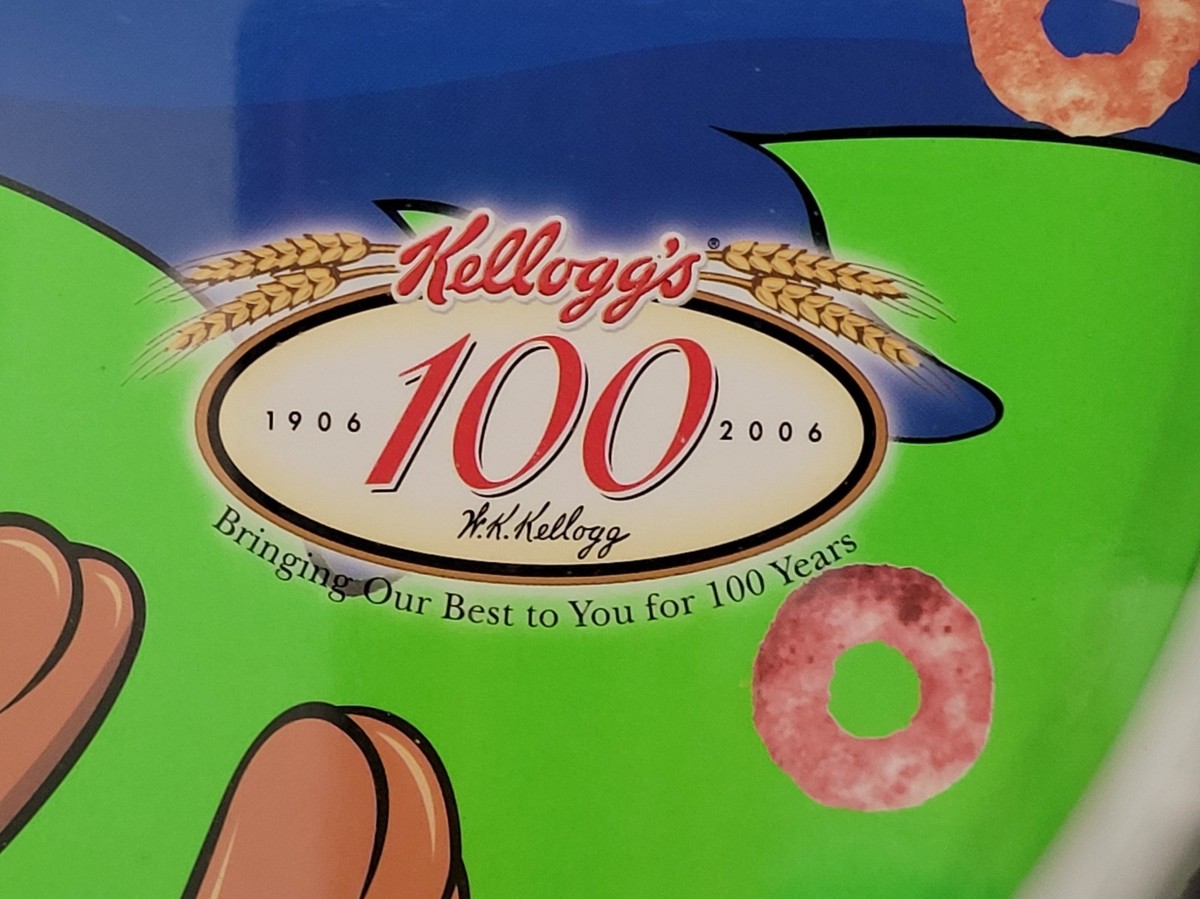 Kellogg's®
100
1906 2006
W.K.Kellogg
Bringing Our Best to You for 100 Years